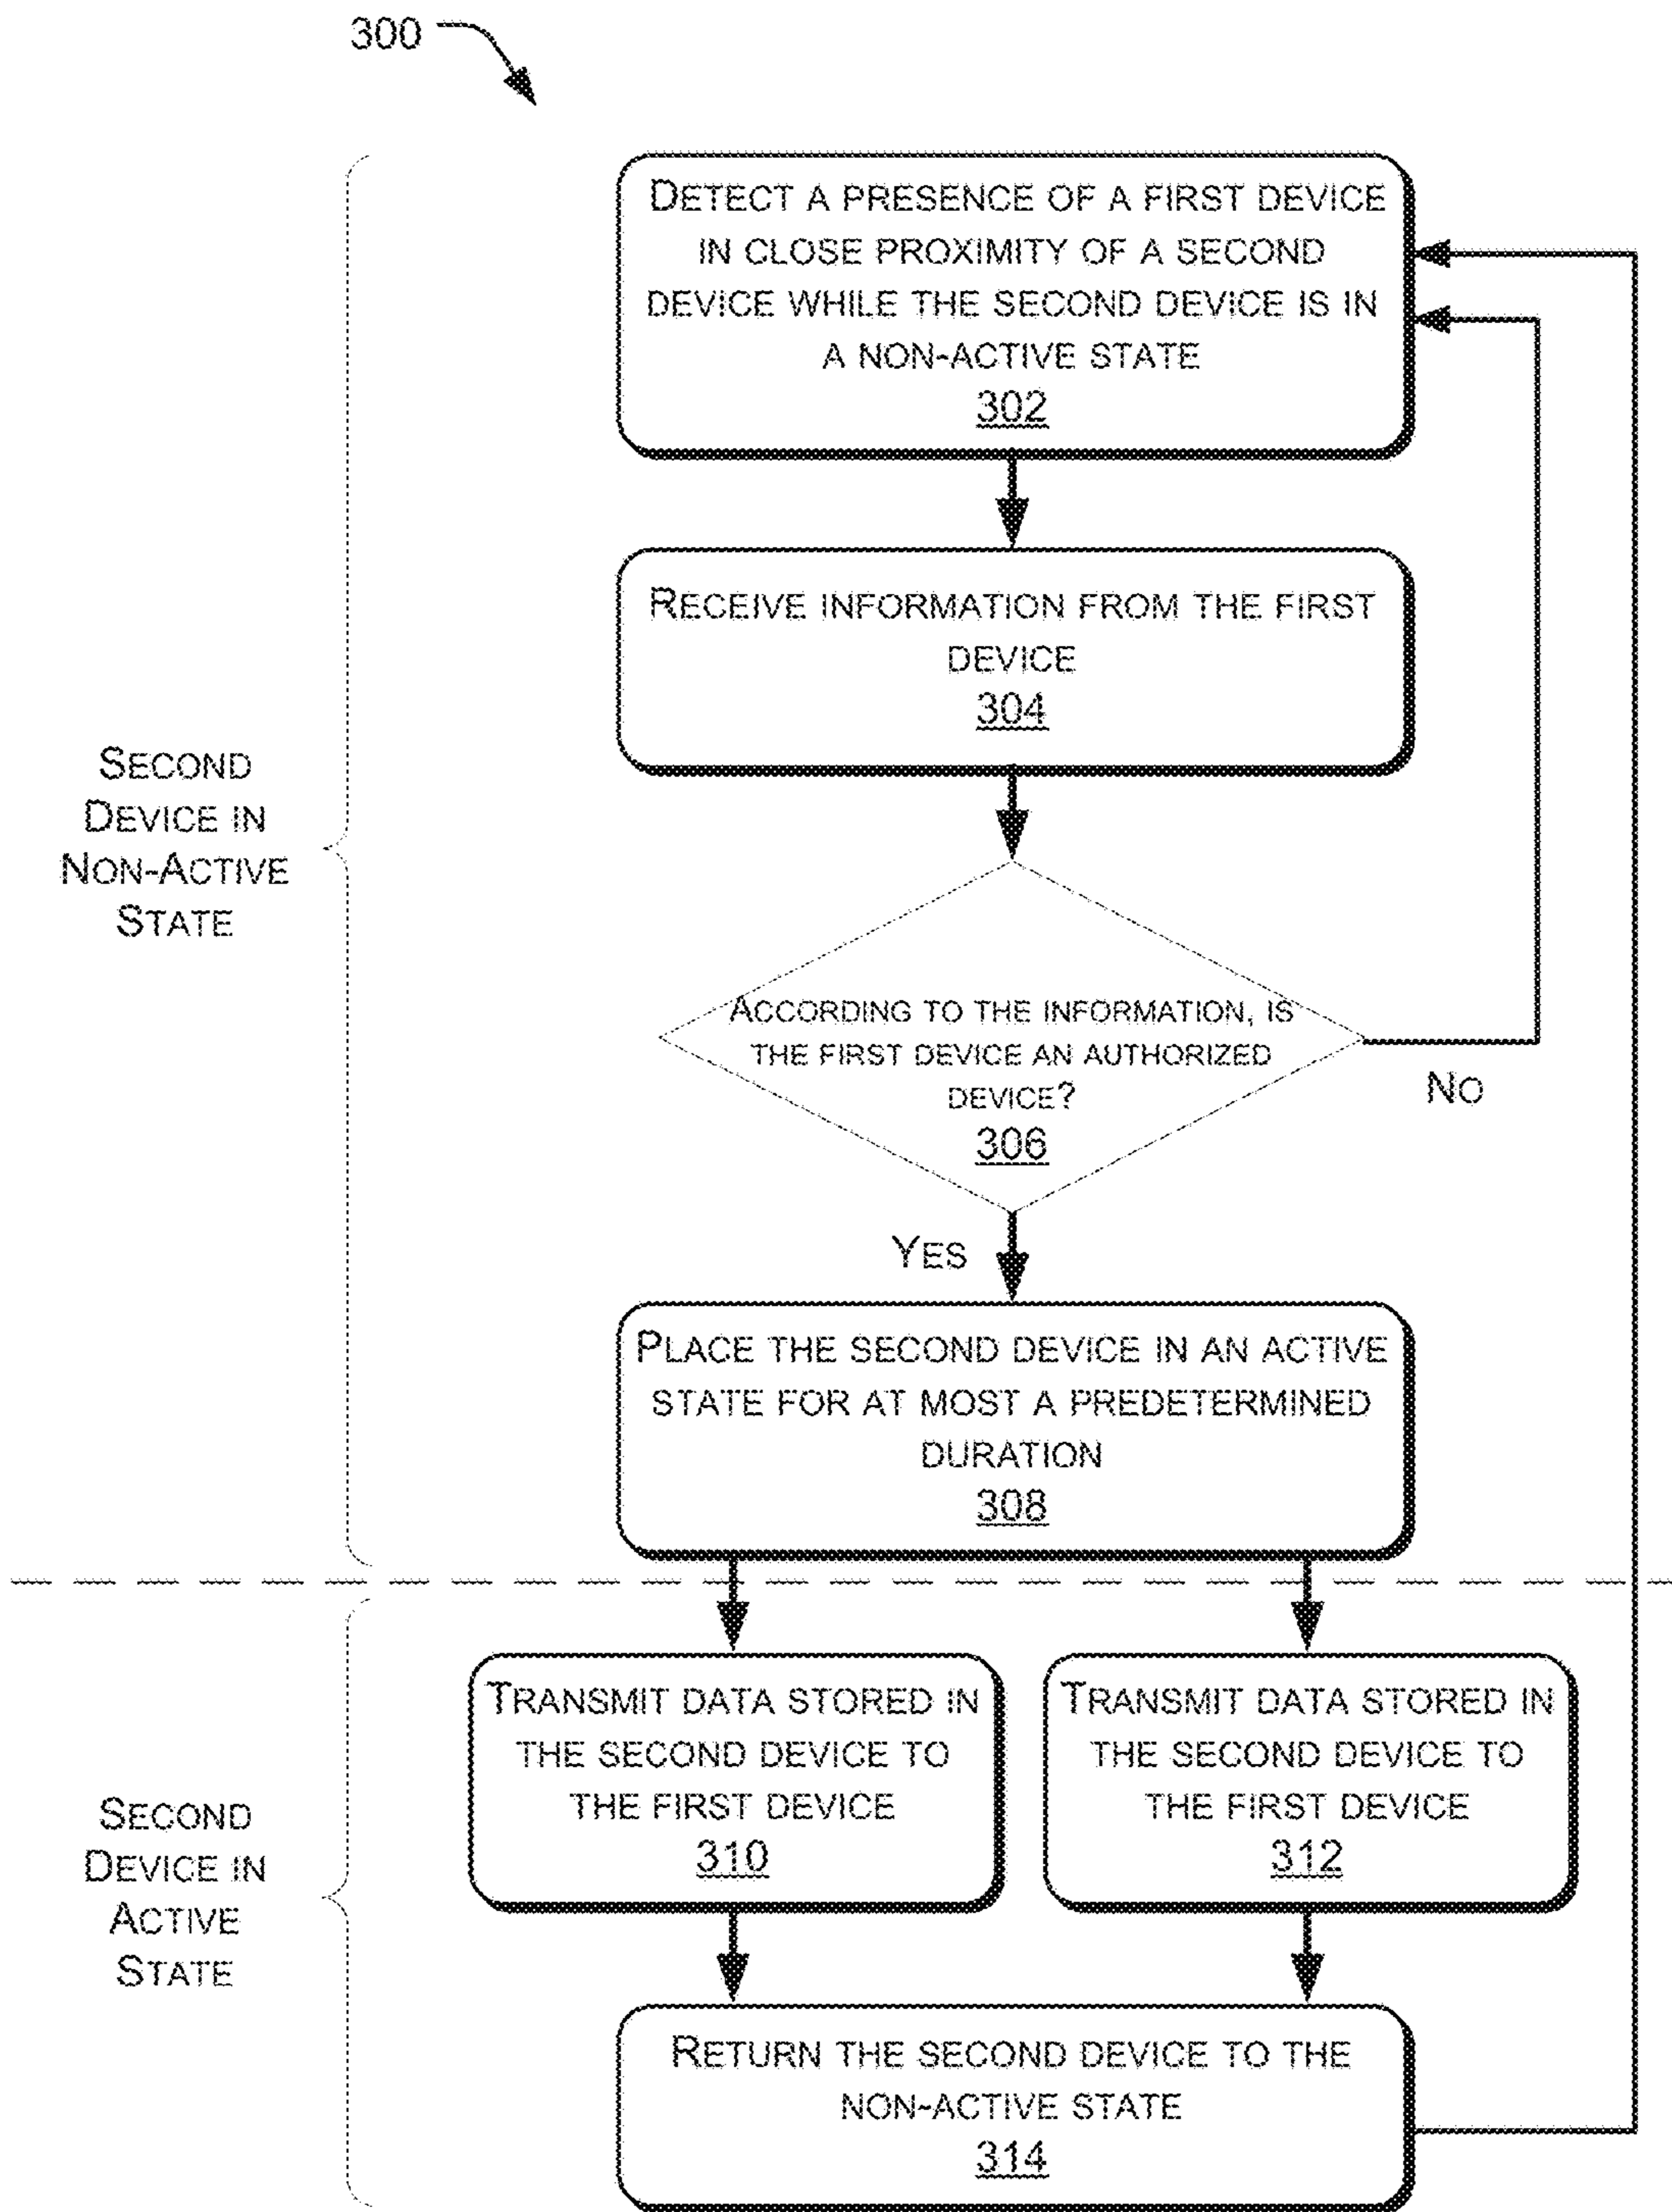 300
DETECT A PRESENCE OF A FIRST DEVICE
IN CLOSE PROXIMITY OF A SECOND
DEVICE WHILE THE SECOND DEVICE IS IN
A NON-ACTIVE STATE
302
RECEIVE INFORMATION FROM THE FIRST
DEVICE
304
SECOND
DEVICE IN
NON-ACTIVE
STATE
ACCORDING TO THE INFORMATION, IS
THE FIRST DEVICE AN AUTHORIZED
DEVICE?
306
NO
YES
PLACE THE SECOND DEVICE IN AN ACTIVE
STATE FOR AT MOST A PREDETERMINED
DURATION
308
TRANSMIT DATA STORED IN
THE SECOND DEVICE TO
THE FIRST DEVICE
310
TRANSMIT DATA STORED IN
THE SECOND DEVICE TO
THE FIRST DEVICE
312
SECOND
DEVICE IN
ACTIVE
STATE
RETURN THE SECOND DEVICE TO THE
NON-ACTIVE STATE
314